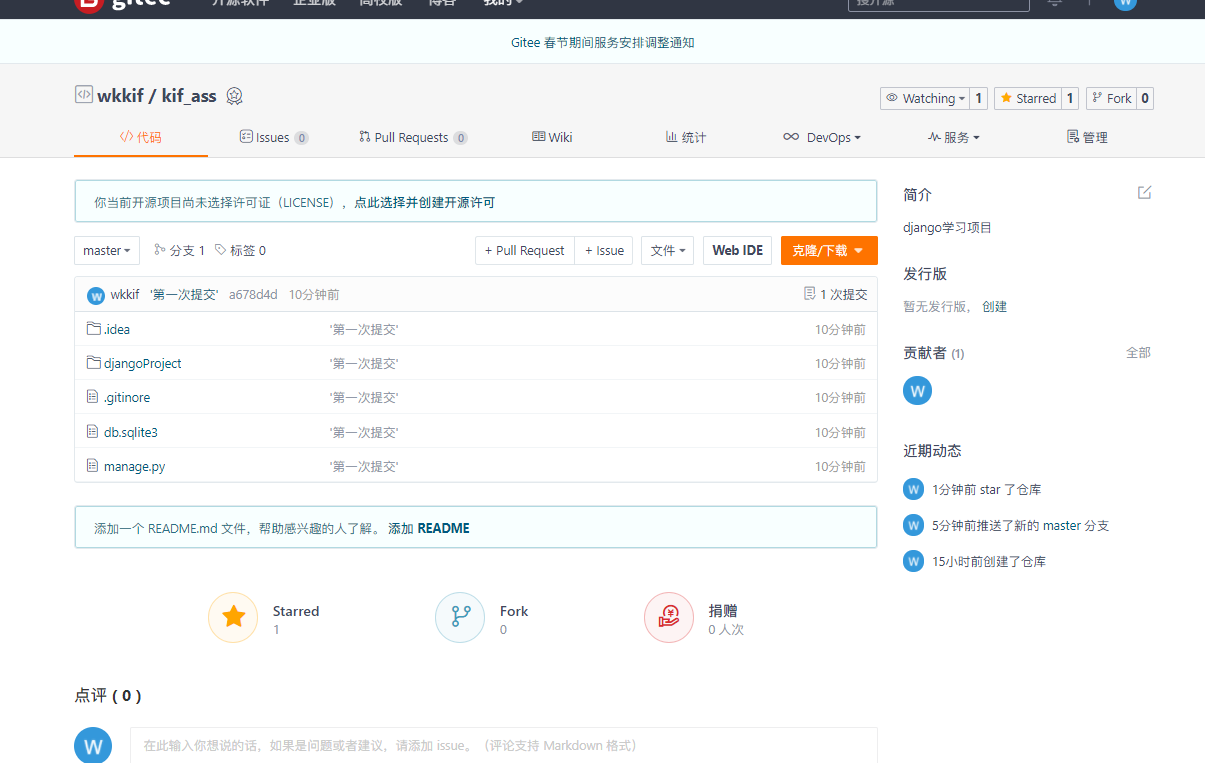 gitee 开源软件 企业版 高校版 博客 我的
搜开源
W
Gitee 春节期间服务安排调整通知
wkkif / kif_ass
Watching 1 Starred 1 Fork 0
代码 Issues 0 Pull Requests 0 Wiki 统计 DevOps 服务 管理
你当前开源项目尚未选择许可证（LICENSE），点此选择并创建开源许可
master 分支 1 标签 0 + Pull Request + Issue 文件 Web IDE 克隆/下载
W wkkif '第一次提交' a678d4d 10分钟前 1 次提交
.idea '第一次提交' 10分钟前
djangoProject '第一次提交' 10分钟前
.gitinore '第一次提交' 10分钟前
db.sqlite3 '第一次提交' 10分钟前
manage.py '第一次提交' 10分钟前
添加一个 README.md 文件，帮助感兴趣的人了解。 添加 README
Starred
1
Fork
0
捐赠
0 人次
点评 ( 0 )
W
在此输入你想说的话，如果是问题或者建议，请添加 issue。（评论支持 Markdown 格式）
简介
django学习项目
发行版
暂无发行版， 创建
贡献者 (1) 全部
W
近期动态
W 1分钟前 star 了仓库
W 5分钟前推送了新的 master 分支
W 15小时前创建了仓库